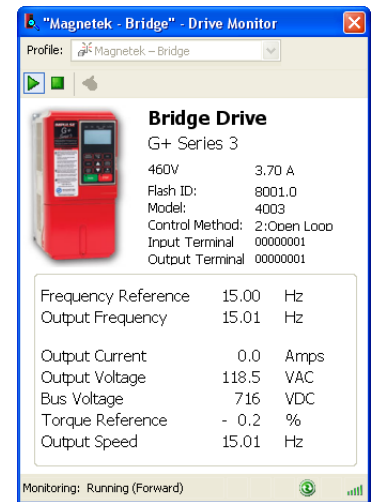 "Magnetek - Bridge" - Drive Monitor
Profile: Magnetek – Bridge
Bridge Drive
G+ Series 3
460V 3.70 A
Flash ID: 8001.0
Model: 4003
Control Method: 2:Open Loop
Input Terminal 00000001
Output Terminal 00000001
Frequency Reference 15.00 Hz
Output Frequency 15.01 Hz
Output Current 0.0 Amps
Output Voltage 118.5 VAC
Bus Voltage 716 VDC
Torque Reference - 0.2 %
Output Speed 15.01 Hz
Monitoring: Running (Forward)